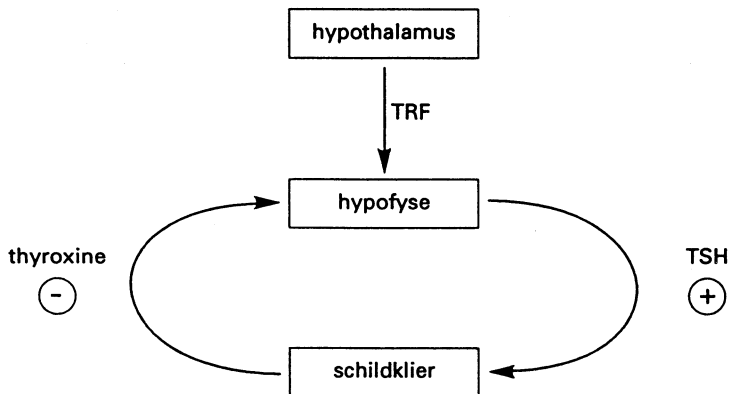 hypothalamus
TRF
hypofyse
thyroxine
-
TSH
+
schildklier